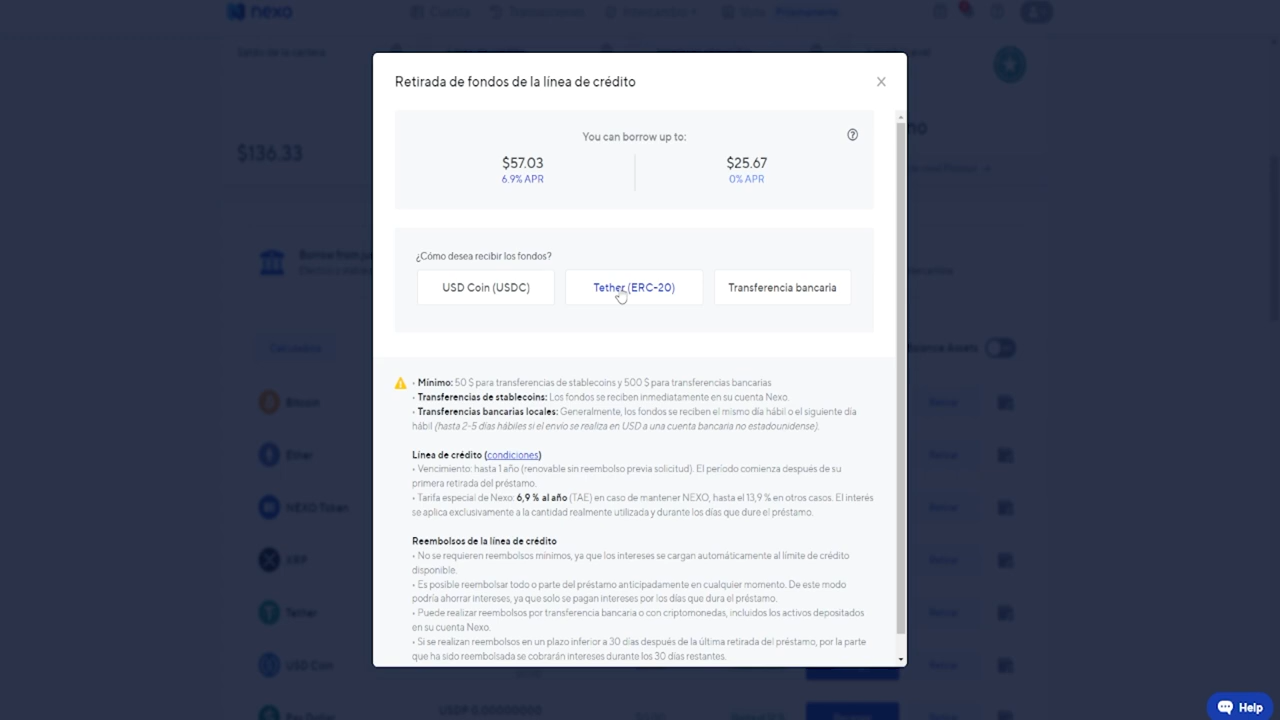 nexo
Retirada de fondos de la línea de crédito
$136.33
You can borrow up to:
$57.03
$25.67
6.9% APR
0% APR
¿Cómo desea recibir los fondos?
USD Coin (USDC)
Tether (ERC-20)
Transferencia bancaria
• Mínimo: 50 $ para transferencias de stablecoins y 500 $ para transferencias bancarias
• Transferencias de stablecoins: Los fondos se reciben inmediatamente en su cuenta Nexo.
• Transferencias bancarias locales: Generalmente, los fondos se reciben el mismo día hábil o el siguiente día
hábil (hasta 2-5 días hábiles si el envío se realiza en USD a una cuenta bancaria no estadounidense).
Línea de crédito (condiciones)
• Vencimiento: hasta 1 año (renovable sin reembolso previa solicitud). El período comienza después de su
primera retirada del préstamo.
• Tarifa especial de Nexo: 6,9 % al año (TAE) en caso de mantener NEXO, hasta el 13,9 % en otros casos. El interés
se aplica exclusivamente a la cantidad realmente utilizada y durante los días que dure el préstamo.
Reembolsos de la línea de crédito
• No se requieren reembolsos mínimos, ya que los intereses se cargan automáticamente al límite de crédito
disponible.
• Es posible reembolsar todo o parte del préstamo anticipadamente en cualquier momento. De este modo
podría ahorrar intereses, ya que solo se pagan intereses por los días que dura el préstamo.
• Puede realizar reembolsos por transferencia bancaria o con criptomonedas, incluidos los activos depositados
en su cuenta Nexo.
• Si se realizan reembolsos en un plazo inferior a 30 días después de la última retirada del préstamo, por la parte
que ha sido reembolsada se cobrarán intereses durante los 30 días restantes.
Bitcoin
Ether
NEXO Token
XRP
Tether
USD Coin
Help